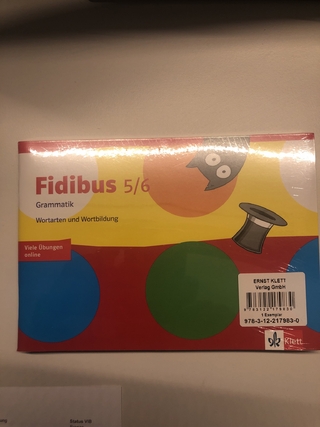 Fidibus 5/6
Grammatik
Wortarten und Wortbildung
Viele Übungen
online
ERNST KLETT
Verlag GmbH
1 Exemplar
978-3-12-217983-0
Klett